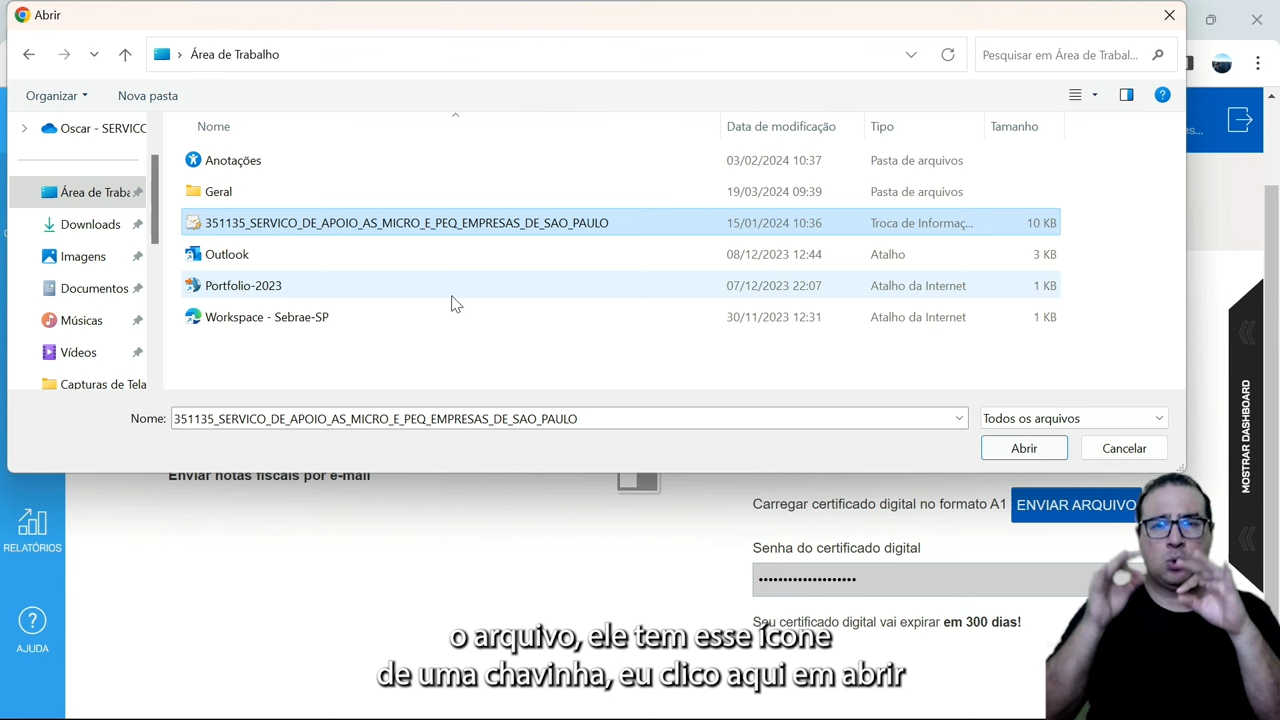 Abrir
Área de Trabalho
Pesquisar em Área de Trabal...
Organizar
Nova pasta
Oscar - SERVIC
Nome
Data de modificação
Tipo
Tamanho
Anotações
03/02/2024 10:37
Pasta de arquivos
Área de Traba
Geral
19/03/2024 09:39
Pasta de arquivos
Downloads
351135_SERVICO_DE_APOIO_AS_MICRO_E_PEQ_EMPRESAS_DE_SAO_PAULO
15/01/2024 10:36
Troca de Informaç...
10 KB
Imagens
Outlook
08/12/2023 12:44
Atalho
3 KB
Documentos
Portfolio-2023
07/12/2023 22:07
Atalho da Internet
1 KB
Músicas
Workspace - Sebrae-SP
30/11/2023 12:31
Atalho da Internet
1 KB
Vídeos
Capturas de Tela
Nome:
351135_SERVICO_DE_APOIO_AS_MICRO_E_PEQ_EMPRESAS_DE_SAO_PAULO
Todos os arquivos
Abrir
Cancelar
MOSTRAR DASHBOARD
Enviar notas fiscais por e-mail
Carregar certificado digital no formato A1
ENVIAR ARQUIVO
RELATÓRIOS
Senha do certificado digital
••••••••••••••••••••
Seu certificado digital vai expirar em 300 dias!
AJUDA
o arquivo, ele tem esse ícone
de uma chavinha, eu clico aqui em abrir